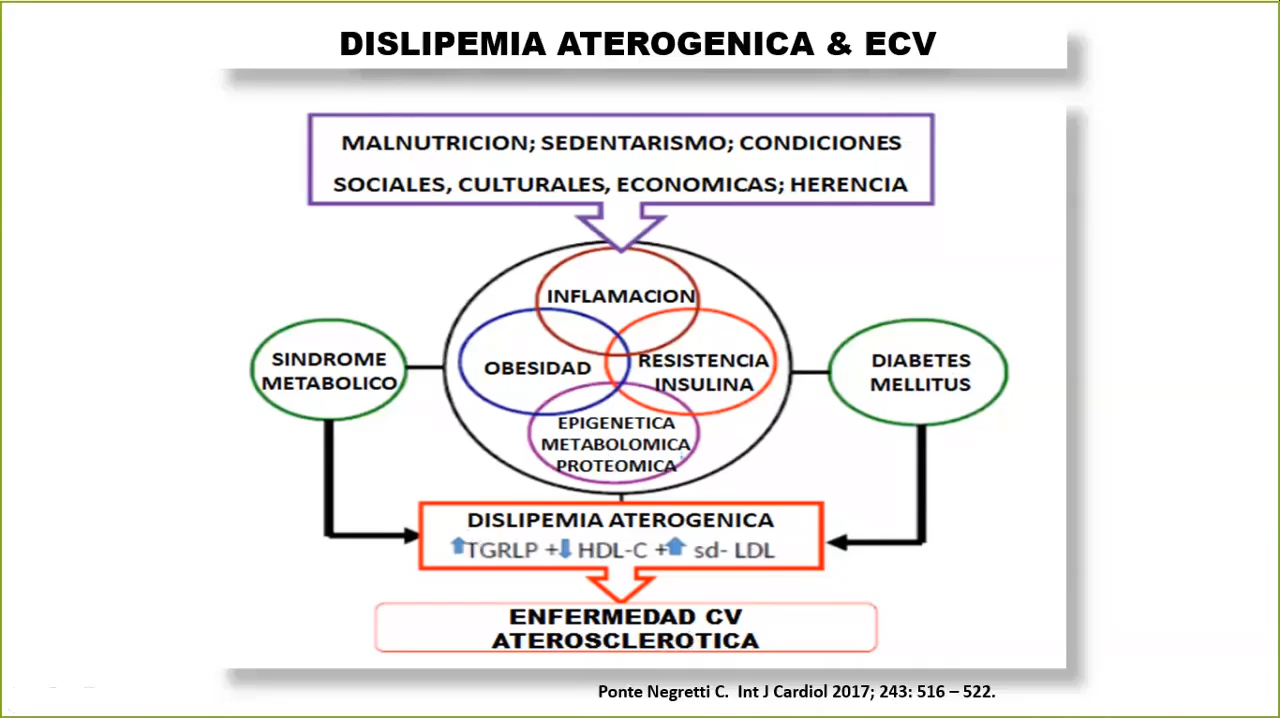 DISLIPEMIA ATEROGENICA & ECV
MALNUTRICION; SEDENTARISMO; CONDICIONES
SOCIALES, CULTURALES, ECONOMICAS; HERENCIA
INFLAMACION
SINDROME
METABOLICO
OBESIDAD
RESISTENCIA
INSULINA
DIABETES
MELLITUS
EPIGENETICA
METABOLOMICA
PROTEOMICA
DISLIPEMIA ATEROGENICA
⬆TGRLP +⬇HDL-C +⬆ sd- LDL
ENFERMEDAD CV
ATEROSCLEROTICA
Ponte Negretti C. Int J Cardiol 2017; 243: 516 – 522.